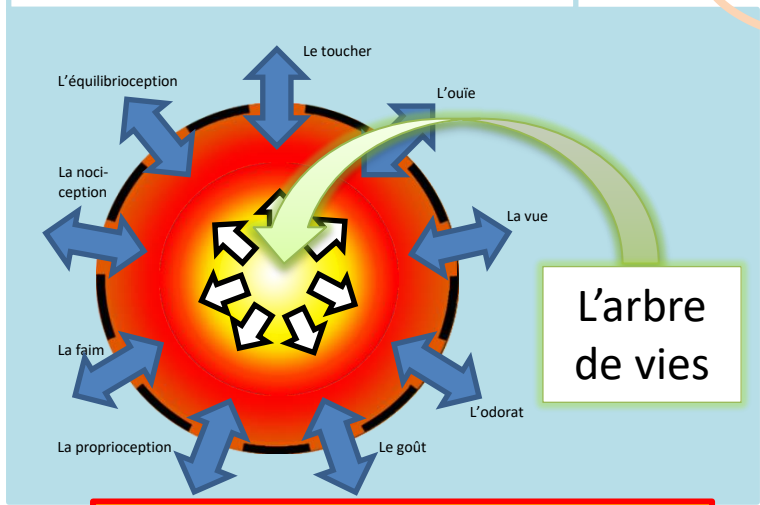 Le toucher
L'équilibrioception
L'ouïe
La noci-
ception
La vue
L'arbre
de vies
La faim
L'odorat
La proprioception
Le goût